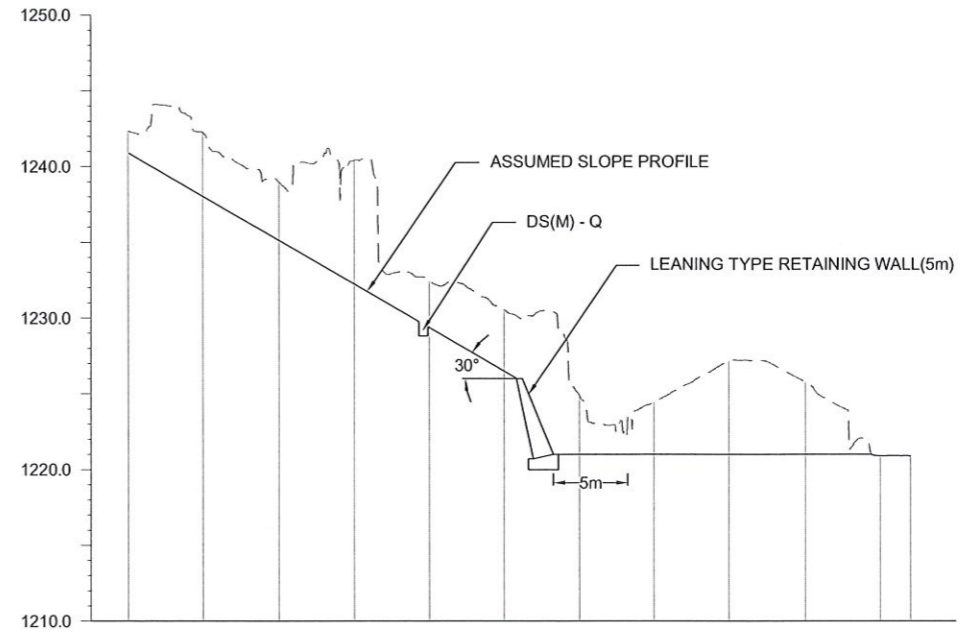 1250.0
1240.0
ASSUMED SLOPE PROFILE
DS(M) - Q
LEANING TYPE RETAINING WALL(5m)
1230.0
30°
1220.0
5m
1210.0